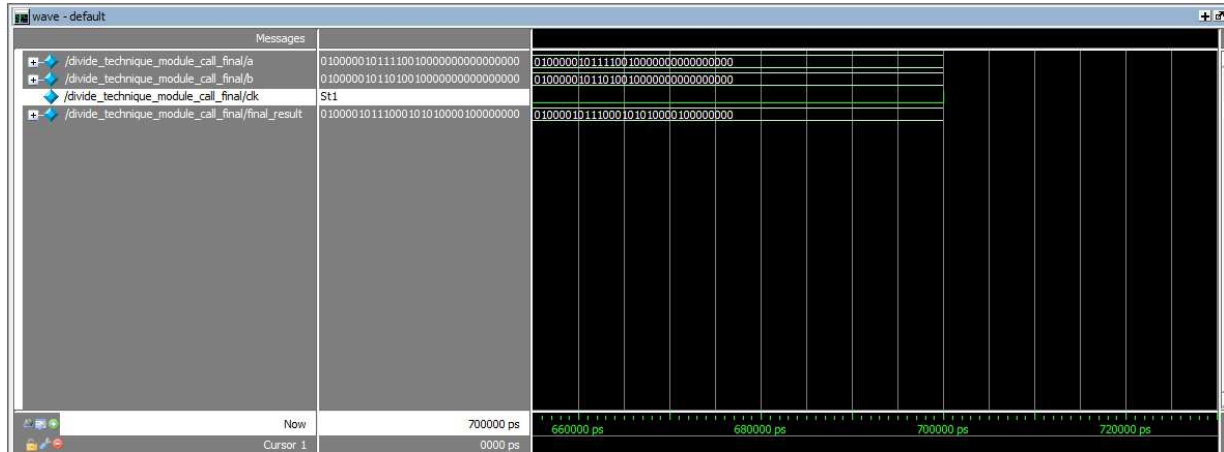 wave - default
Messages
/divide_technique_module_call_final/a 01000001011110010000000000000000 01000001011110010000000000000000
/divide_technique_module_call_final/b 01000001011010010000000000000000 01000001011010010000000000000000
/divide_technique_module_call_final/clk St1
/divide_technique_module_call_final/final_result 01000010111000101010000100000000 01000010111000101010000100000000
Now 700000 ps 660000 ps 680000 ps 700000 ps 720000 ps
Cursor 1 0000 ps